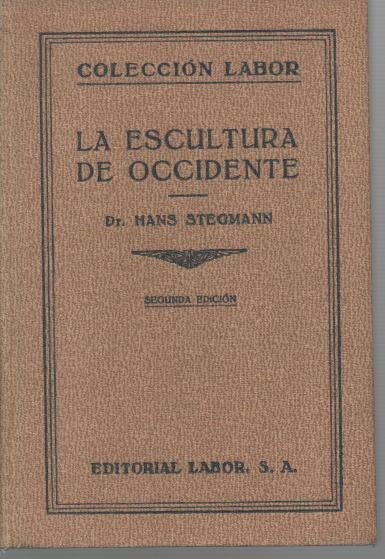 COLECCIÓN LABOR
LA ESCULTURA
DE OCCIDENTE
Dr. HANS STEGMANN
SEGUNDA EDICIÓN
EDITORIAL LABOR, S. A.